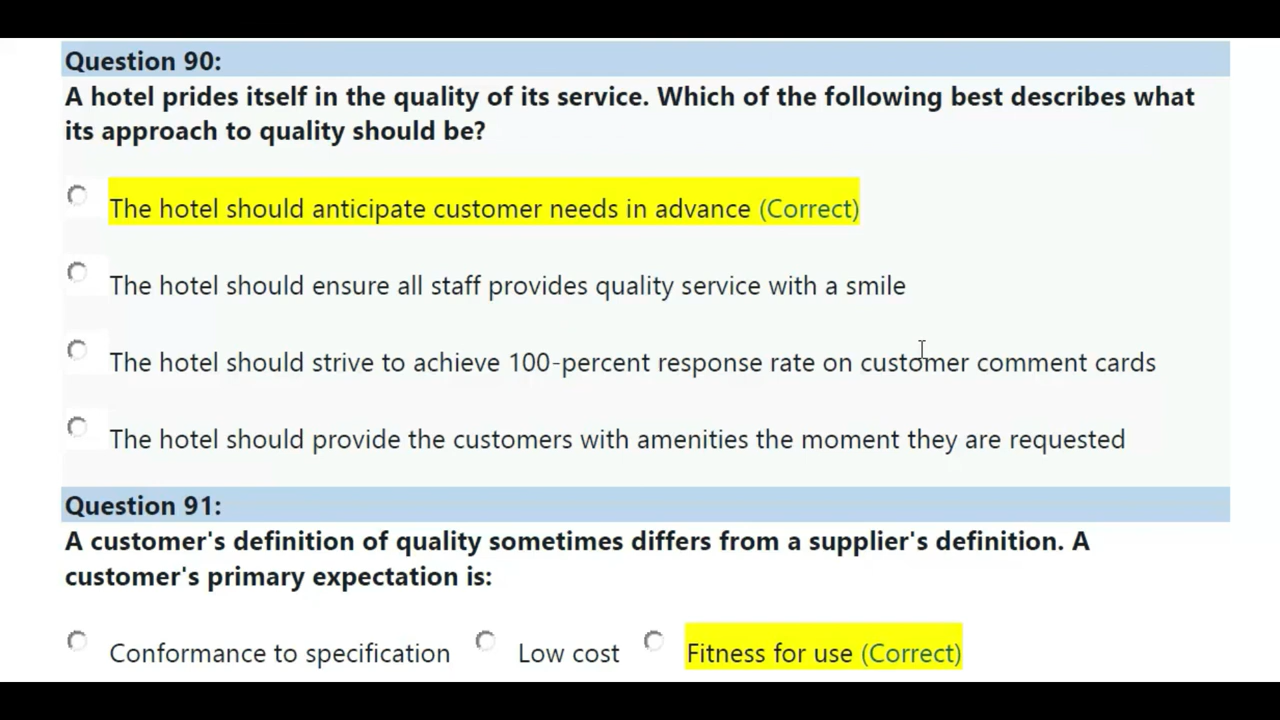 Question 90:
A hotel prides itself in the quality of its service. Which of the following best describes what
its approach to quality should be?
The hotel should anticipate customer needs in advance (Correct)
The hotel should ensure all staff provides quality service with a smile
The hotel should strive to achieve 100-percent response rate on customer comment cards
The hotel should provide the customers with amenities the moment they are requested
Question 91:
A customer's definition of quality sometimes differs from a supplier's definition. A
customer's primary expectation is:
Conformance to specification Low cost Fitness for use (Correct)